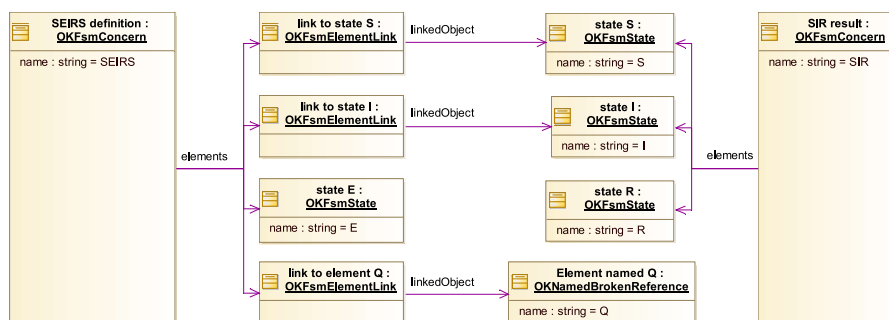 SEIRS definition :
OKFsmConcern
name : string = SEIRS
elements
link to state S :
OKFsmElementLink
linkedObject
state S :
OKFsmState
name : string = S
link to state I :
OKFsmElementLink
linkedObject
state I :
OKFsmState
name : string = I
state E :
OKFsmState
name : string = E
state R :
OKFsmState
name : string = R
link to element Q :
OKFsmElementLink
linkedObject
Element named Q :
OKNamedBrokenReference
name : string = Q
elements
SIR result :
OKFsmConcern
name : string = SIR